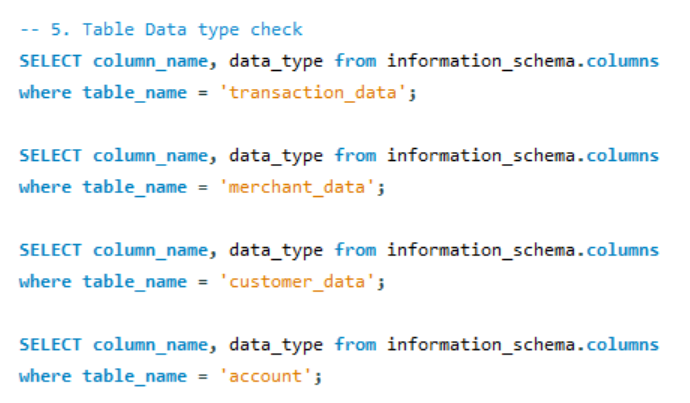 -- 5. Table Data type check
SELECT column_name, data_type from information_schema.columns
where table_name = 'transaction_data';
SELECT column_name, data_type from information_schema.columns
where table_name = 'merchant_data';
SELECT column_name, data_type from information_schema.columns
where table_name = 'customer_data';
SELECT column_name, data_type from information_schema.columns
where table_name = 'account';